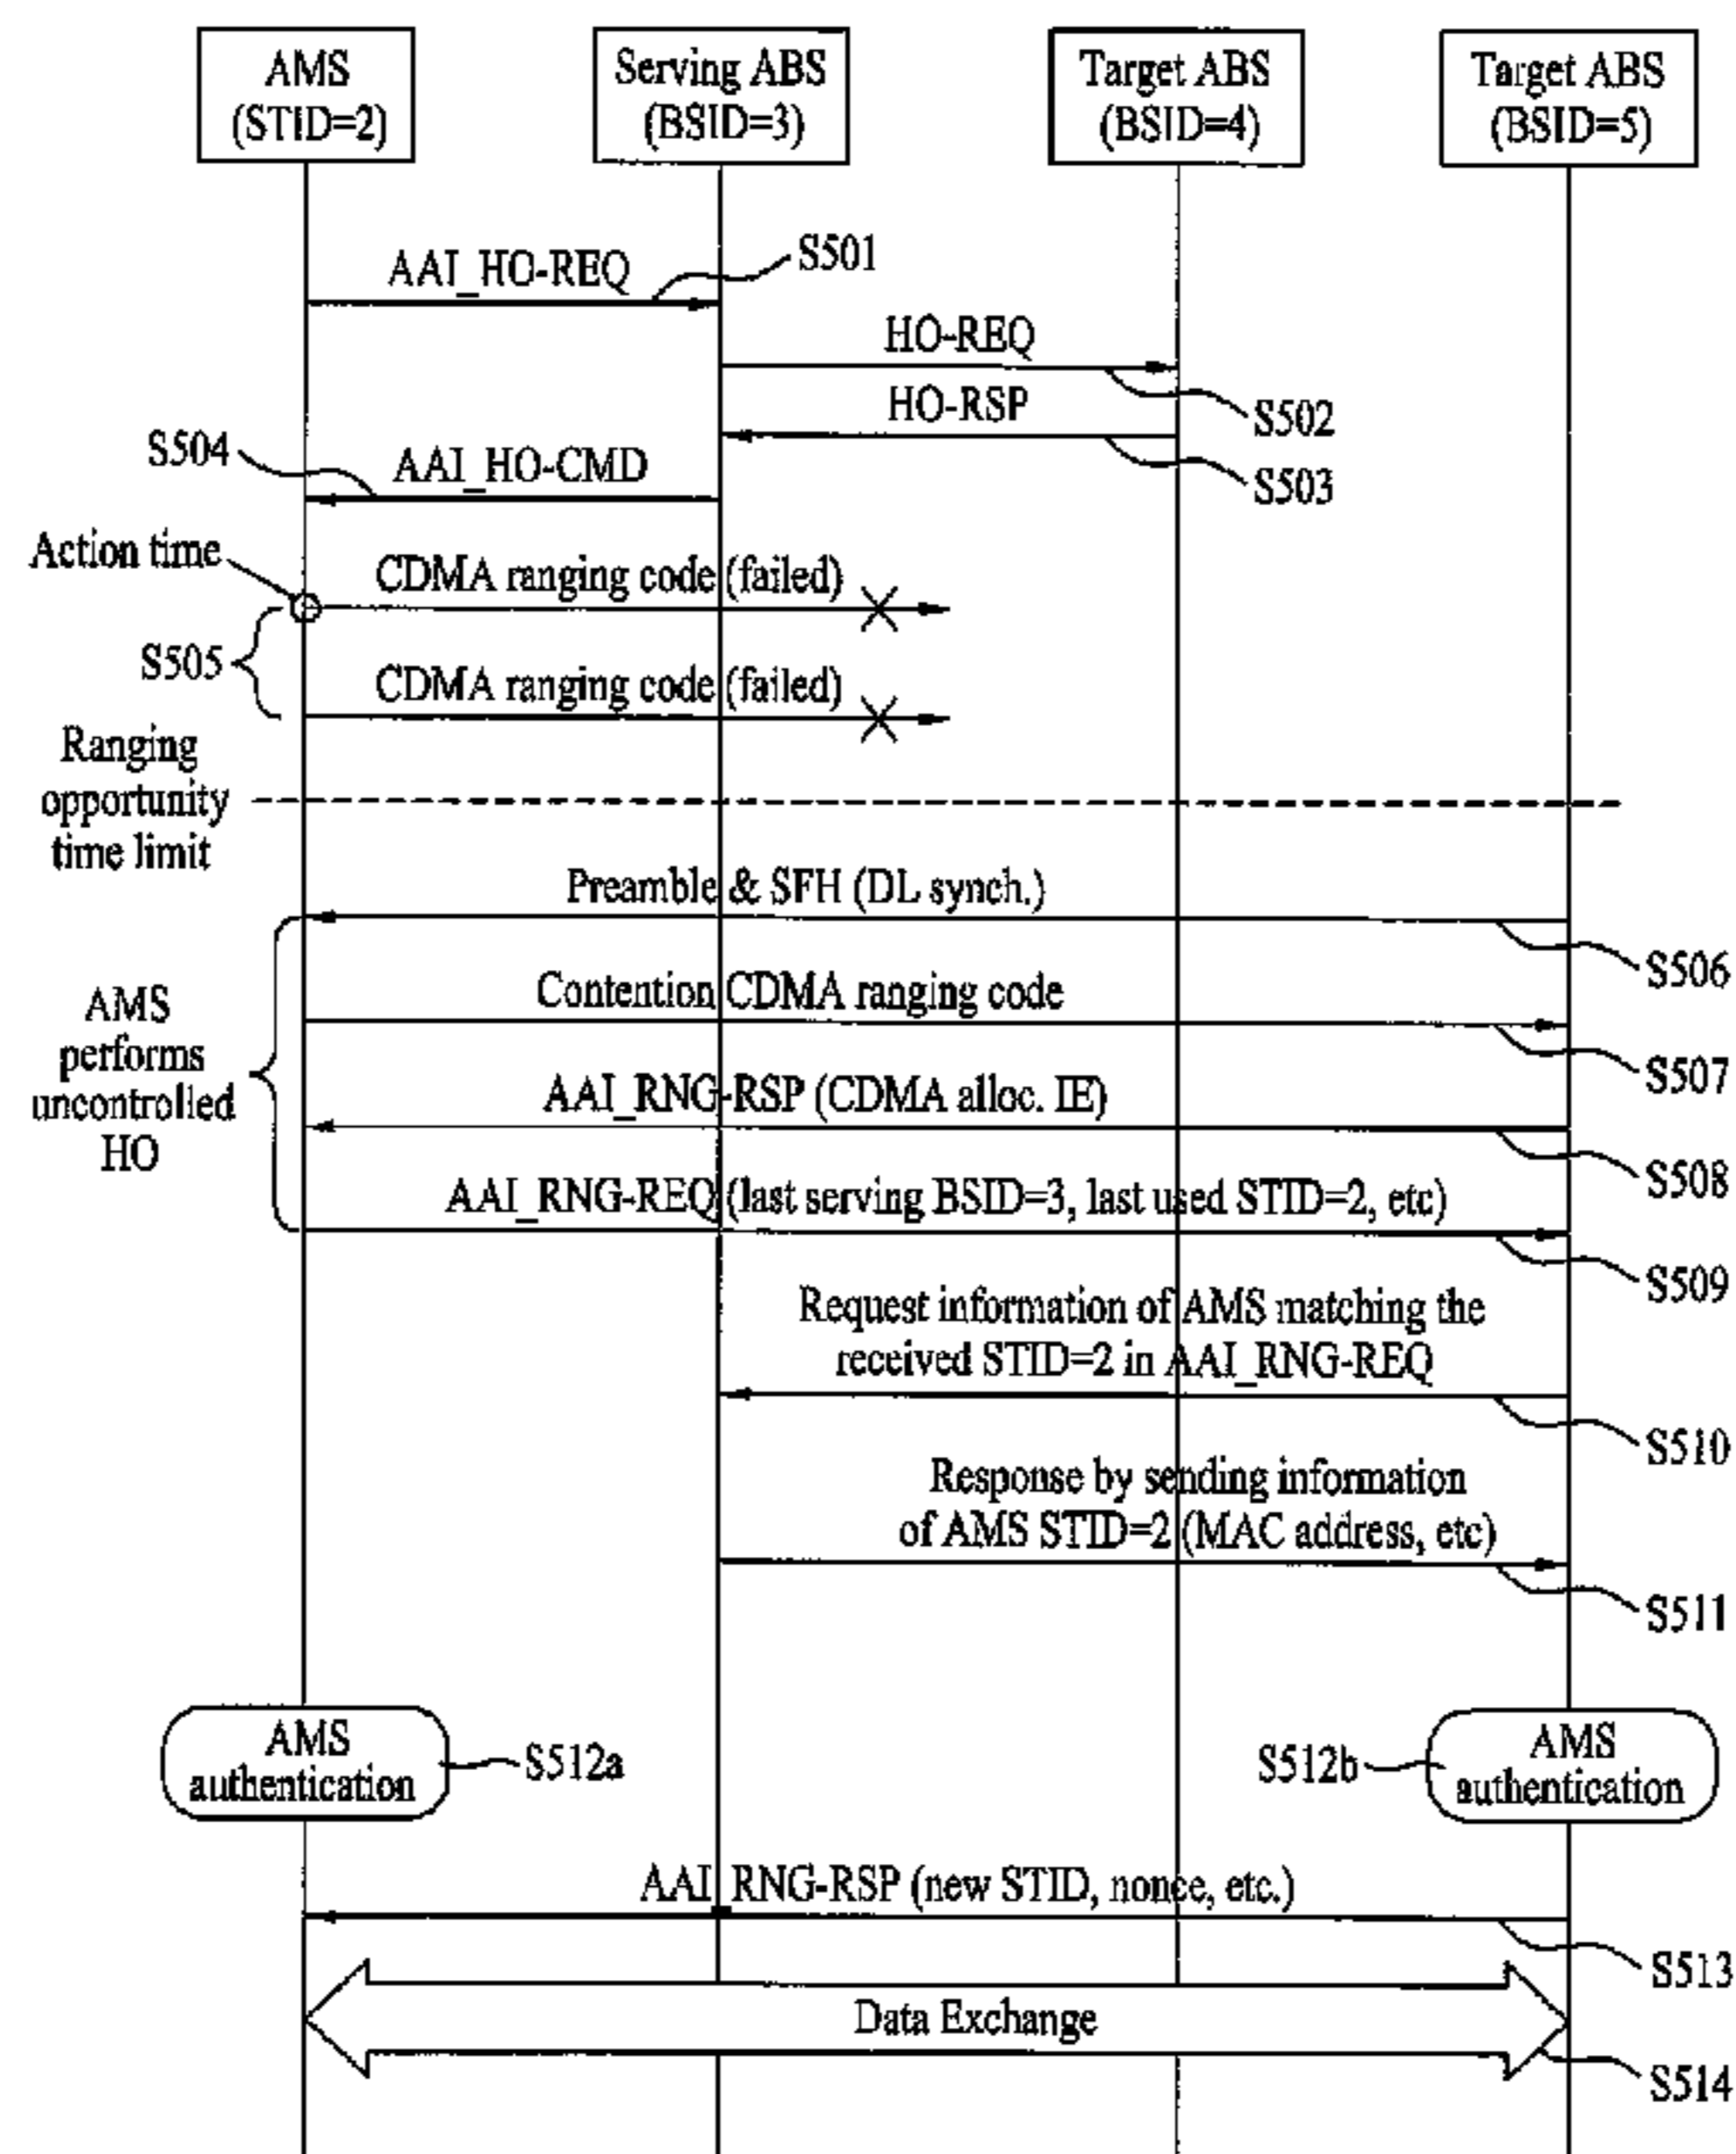 AMS
(STID=2)
Serving ABS
(BSID=3)
Target ABS
(BSID=4)
Target ABS
(BSID=5)
AAI_HO-REQ
S501
HO-REQ
S502
HO-RSP
S503
S504
AAI_HO-CMD
Action time
CDMA ranging code (failed)
S505
CDMA ranging code (failed)
Ranging
opportunity
time limit
Preamble & SFH (DL synch.)
S506
Contention CDMA ranging code
S507
AMS
performs
uncontrolled
HO
AAI_RNG-RSP (CDMA alloc. IE)
S508
AAI_RNG-REQ (last serving BSID=3, last used STID=2, etc)
S509
Request information of AMS matching the
received STID=2 in AAI_RNG-REQ
S510
Response by sending information
of AMS STID=2 (MAC address, etc)
S511
AMS
authentication
S512a
S512b
AMS
authentication
AAI_RNG-RSP (new STID, nonce, etc.)
S513
Data Exchange
S514